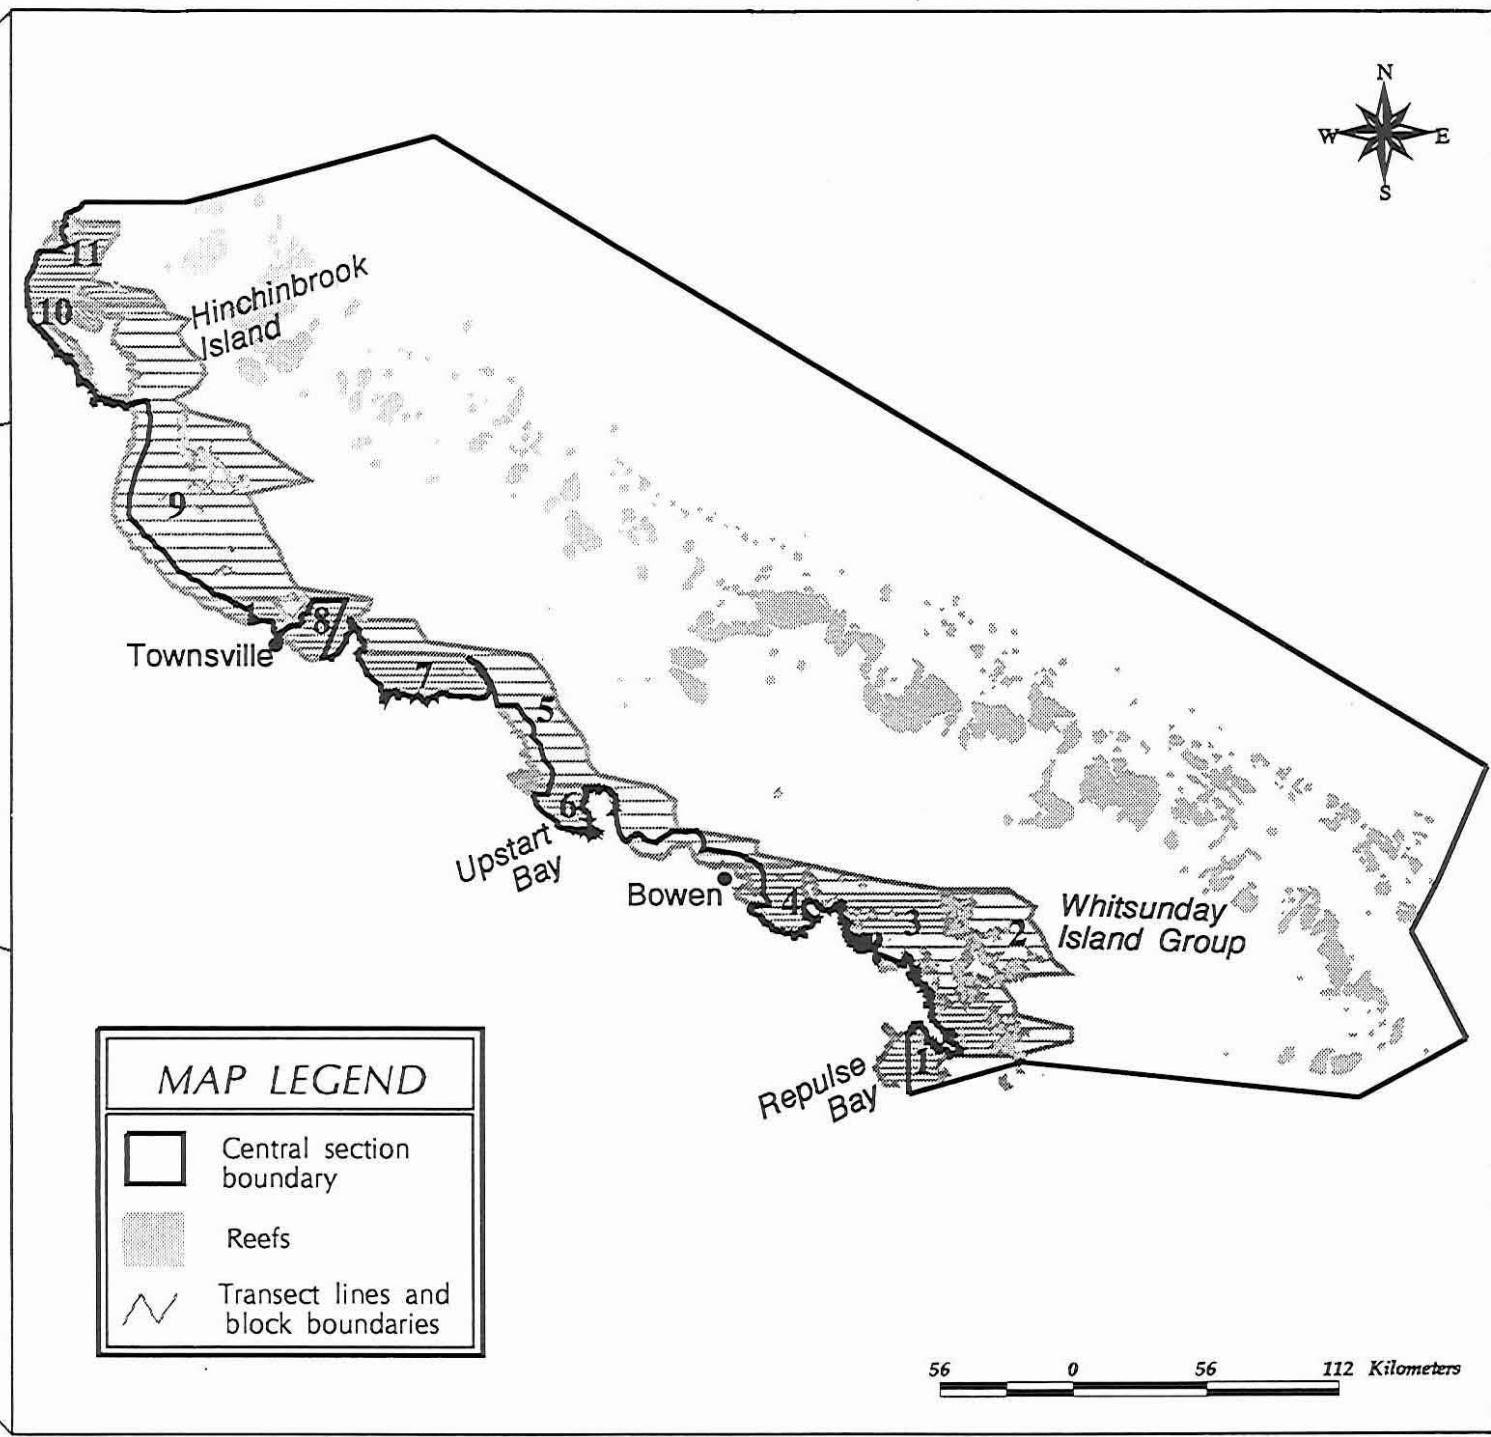 N
W E
S
11
10
Hinchinbrook
Island
9
8
Townsville
7
5
6
Upstart
Bay
Bowen
4
3
2
Whitsunday
Island Group
1
Repulse
Bay
MAP LEGEND
Central section
boundary
Reefs
Transect lines and
block boundaries
56 0 56 112 Kilometers